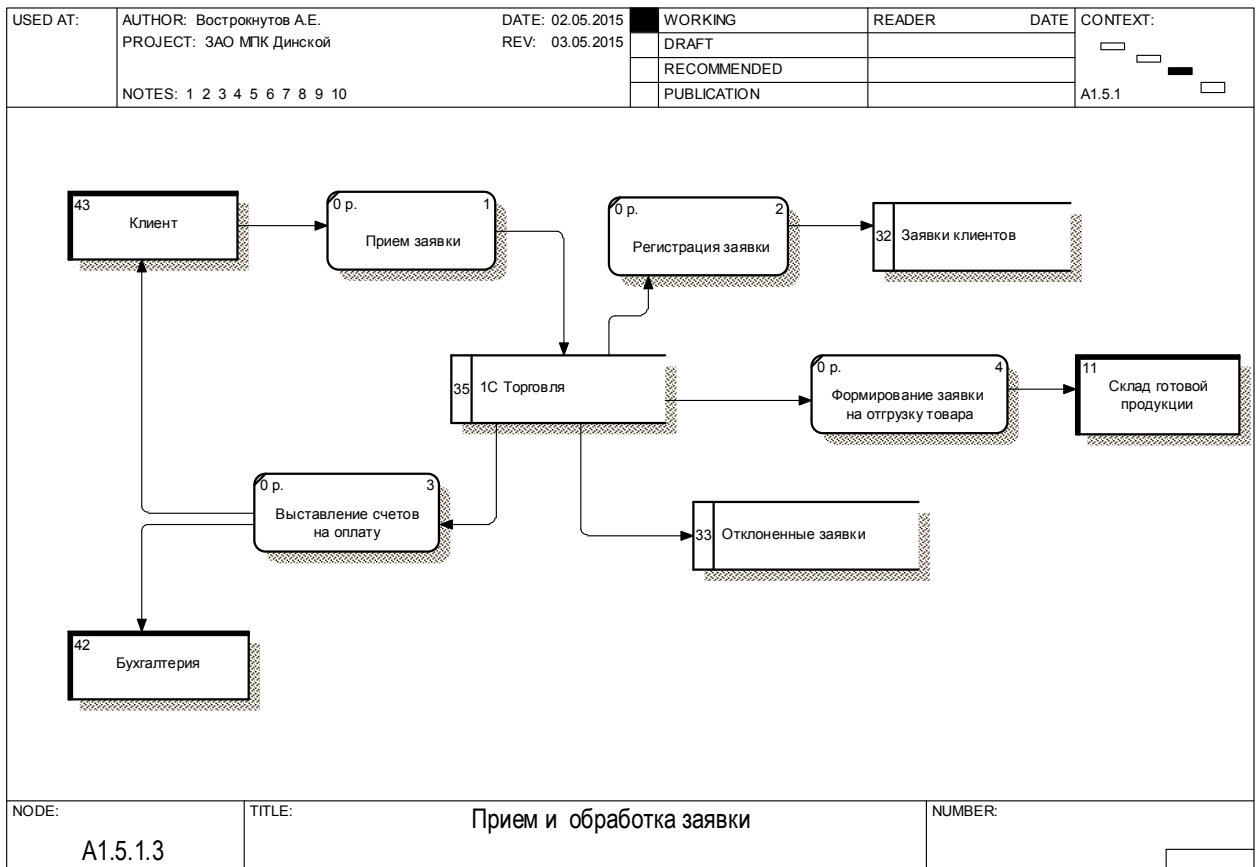 USED AT:
AUTHOR: Вострокнутов А.Е.
DATE: 02.05.2015
PROJECT: ЗАО МПК Динской
REV: 03.05.2015
NOTES: 1 2 3 4 5 6 7 8 9 10
WORKING
DRAFT
RECOMMENDED
PUBLICATION
READER DATE
CONTEXT:
A1.5.1
43
Клиент
0 р. 1
Прием заявки
0 р. 2
Регистрация заявки
32 Заявки клиентов
35 1С Торговля
0 р. 4
Формирование заявки
на отгрузку товара
11
Склад готовой
продукции
0 р. 3
Выставление счетов
на оплату
33 Отклоненные заявки
42
Бухгалтерия
NODE:
A1.5.1.3
TITLE:
Прием и обработка заявки
NUMBER: